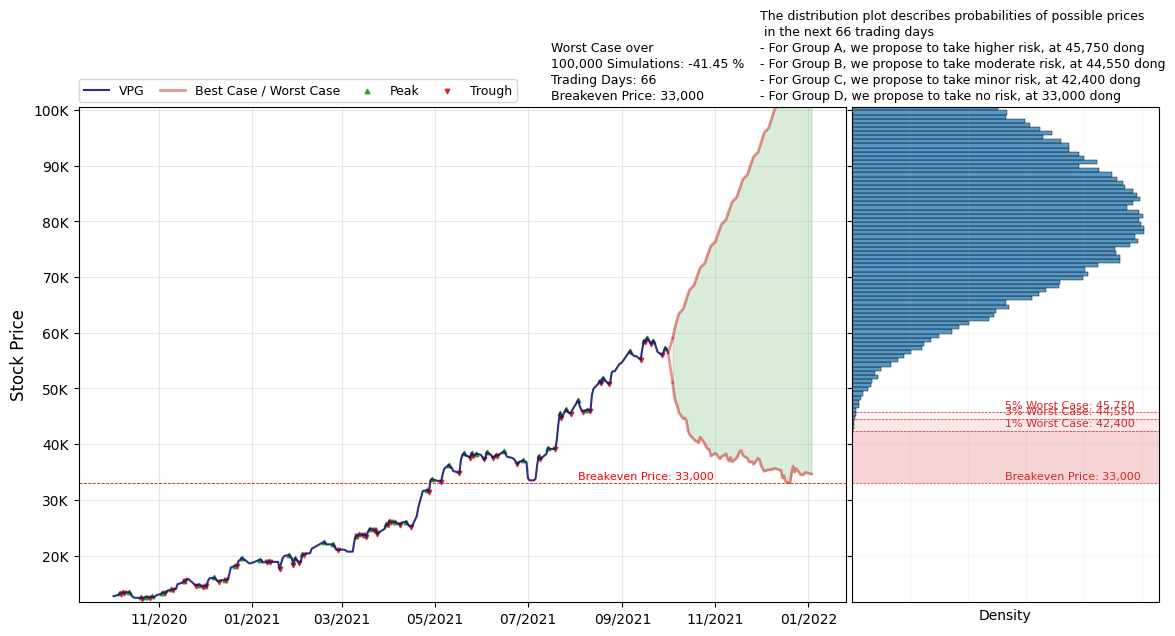 The distribution plot describes probabilities of possible prices
in the next 66 trading days
- For Group A, we propose to take higher risk, at 45,750 dong
- For Group B, we propose to take moderate risk, at 44,550 dong
- For Group C, we propose to take minor risk, at 42,400 dong
- For Group D, we propose to take no risk, at 33,000 dong
Worst Case over
100,000 Simulations: -41.45 %
Trading Days: 66
Breakeven Price: 33,000
VPG
Best Case / Worst Case
Peak
Trough
100K
90K
80K
70K
60K
50K
40K
30K
20K
Stock Price
Breakeven Price: 33,000
5% Worst Case: 45,750
3% Worst Case: 44,550
1% Worst Case: 42,400
Breakeven Price: 33,000
11/2020
01/2021
03/2021
05/2021
07/2021
09/2021
11/2021
01/2022
Density